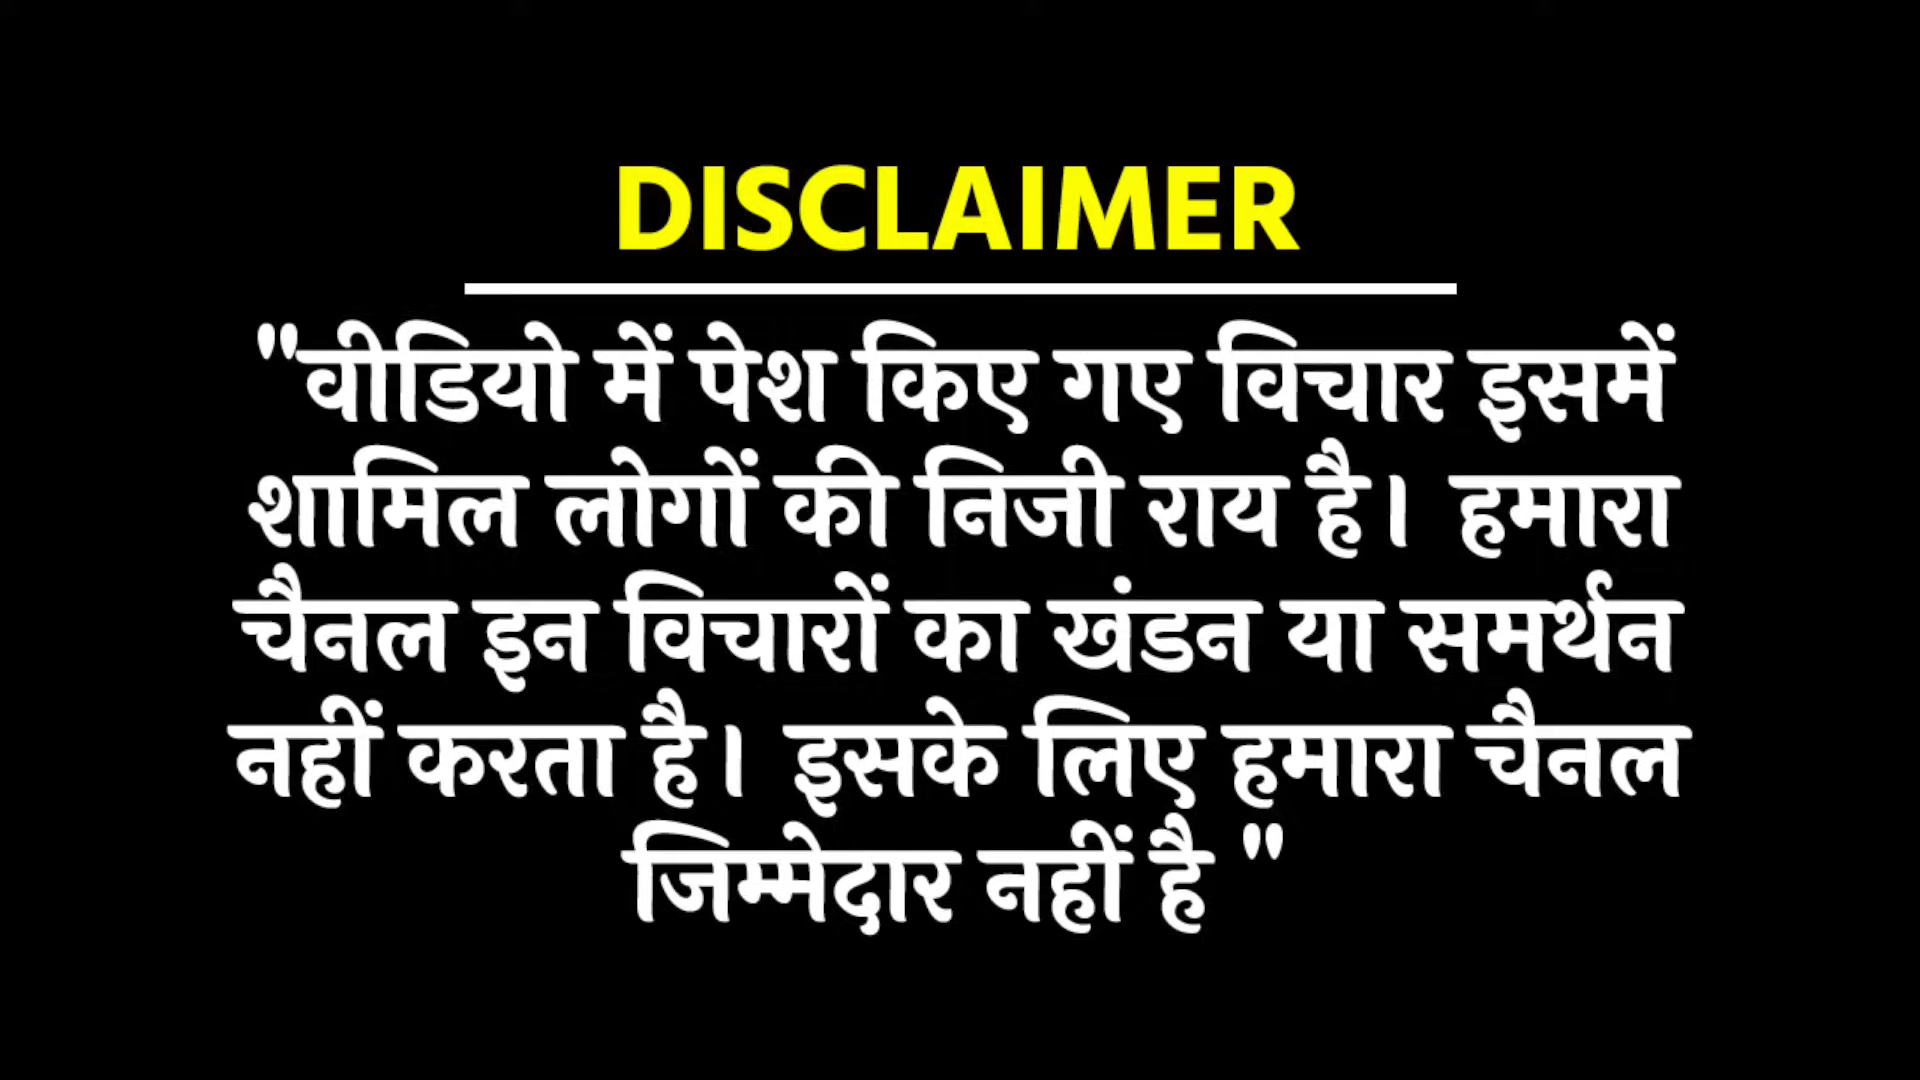 DISCLAIMER
"वीडियो में पेश किए गए विचार इसमें
शामिल लोगों की निजी राय है। हमारा
चैनल इन विचारों का खंडन या समर्थन
नहीं करता है। इसके लिए हमारा चैनल
जिम्मेदार नहीं है "